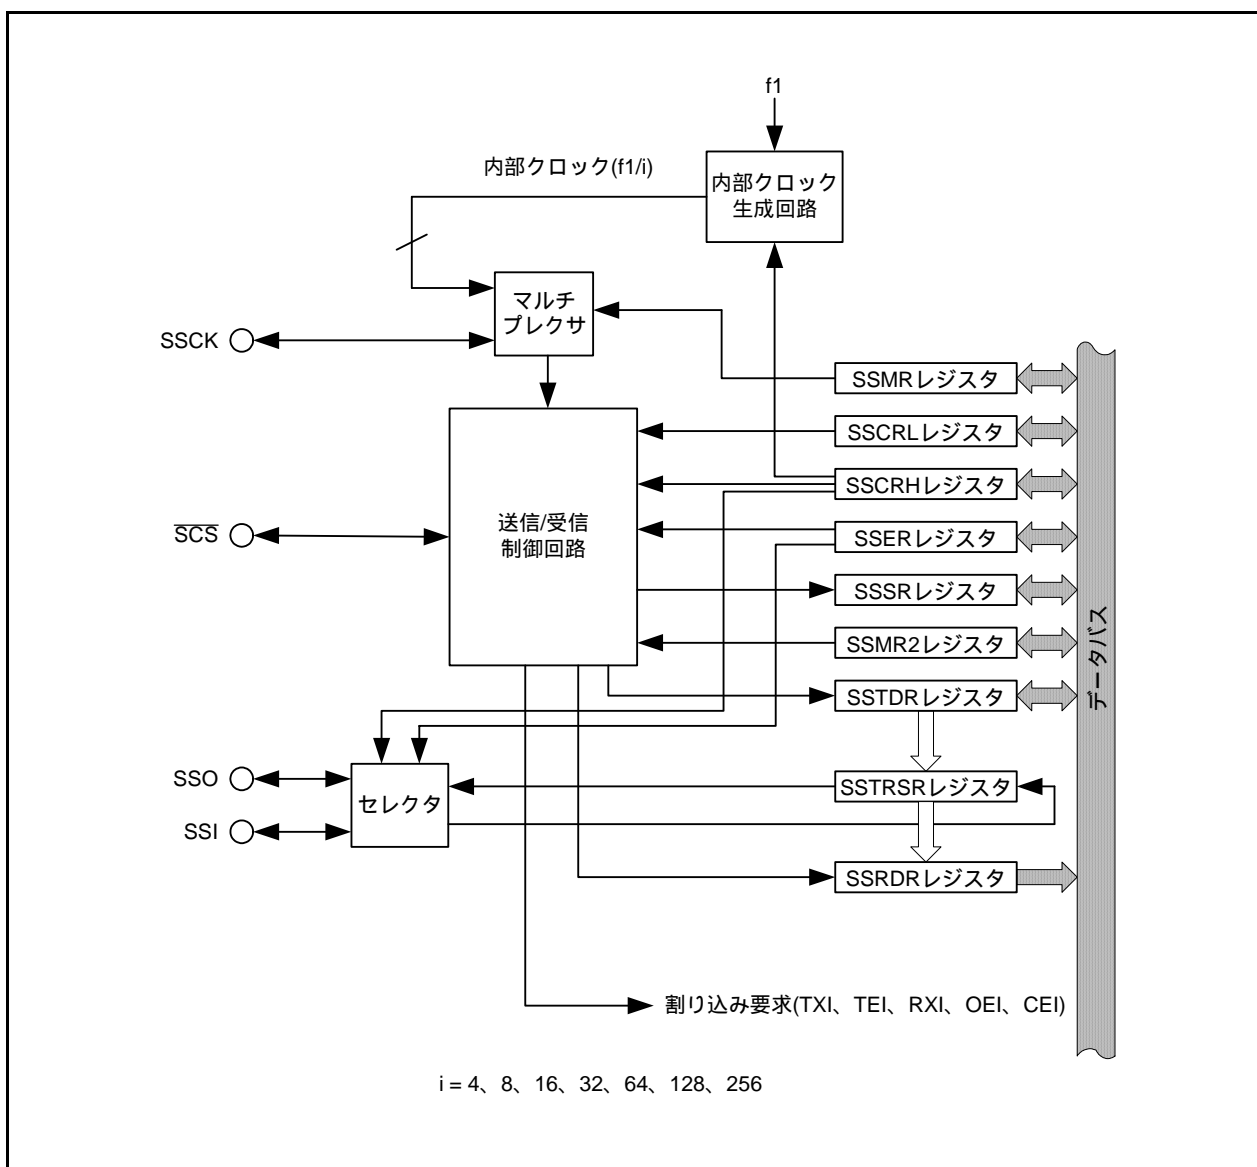 f1
内部クロック(f1/i)
内部クロック
生成回路
マルチ
プレクサ
SSCK
SSMRレジスタ
SSCRLレジスタ
SSCRHレジスタ
SCS
送信/受信
制御回路
SSERレジスタ
SSSRレジスタ
SSMR2レジスタ
データバス
SSTDRレジスタ
SSO
セレクタ
SSTRSRレジスタ
SSI
SSRDRレジスタ
割り込み要求(TXI、TEI、RXI、OEI、CEI)
i = 4、8、16、32、64、128、256